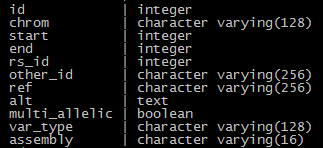 id | integer
chrom | character varying(128)
start | integer
end | integer
rs_id | integer
other_id | character varying(256)
ref | character varying(256)
alt | text
multi_allelic | boolean
var_type | character varying(128)
assembly | character varying(16)